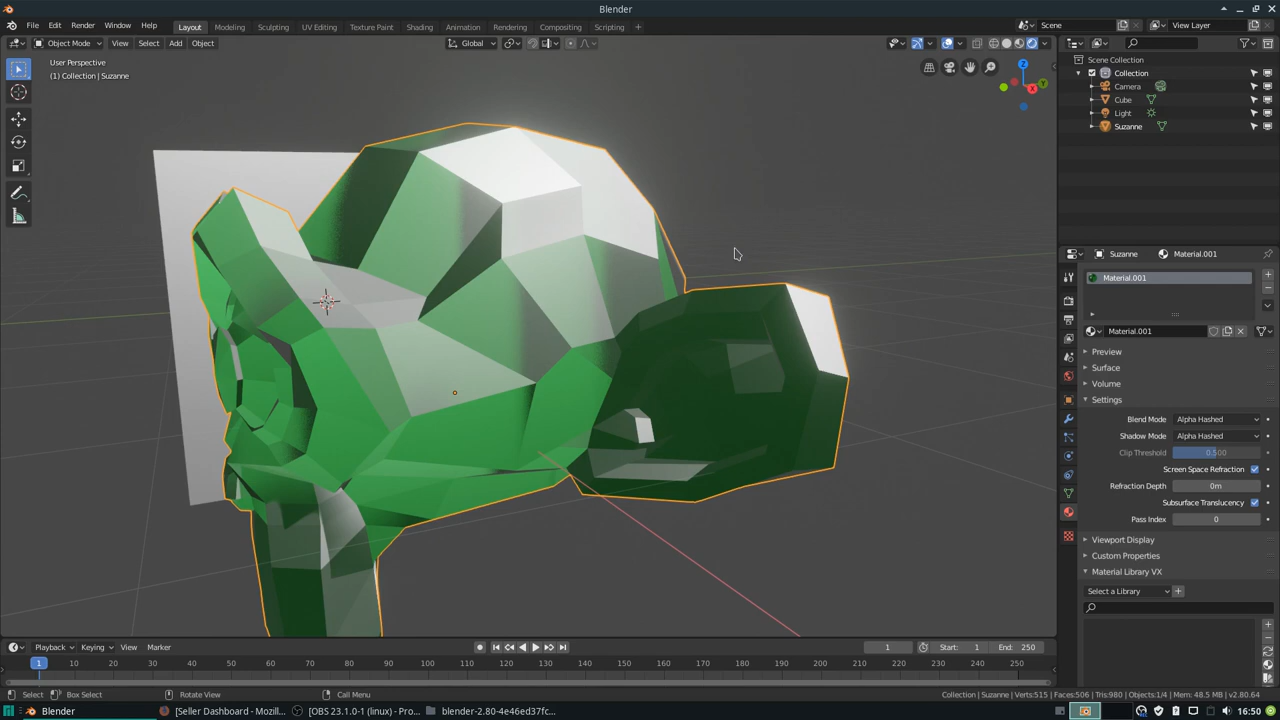 Blender
File Edit Render Window Help Layout Modeling Sculpting UV Editing Texture Paint Shading Animation Rendering Compositing Scripting + Scene View Layer
Object Mode View Select Add Object Global
User Perspective
(1) Collection | Suzanne
Z
Y
X
Scene Collection
Collection
Camera
Cube
Light
Suzanne
Suzanne Material.001
Material.001
Material.001
Preview
Surface
Volume
Settings
Blend Mode Alpha Hashed
Shadow Mode Alpha Hashed
Clip Threshold 0.500
Screen Space Refraction
Refraction Depth 0m
Subsurface Translucency
Pass Index 0
Viewport Display
Custom Properties
Material Library VX
Select a Library
Playback Keying View Marker 1 Start: 1 End: 250
1 10 20 30 40 50 60 70 80 90 100 110 120 130 140 150 160 170 180 190 200 210 220 230 240 250
Select Box Select Rotate View Call Menu Collection | Suzanne | Verts:515 | Faces:506 | Tris:980 | Objects:1/4 | Mem: 48.5 MB | v2.80.64
Blender [Seller Dashboard - Mozill... [OBS 23.1.0-1 (linux) - Pro... blender-2.80-4e46ed37fc... 16:50